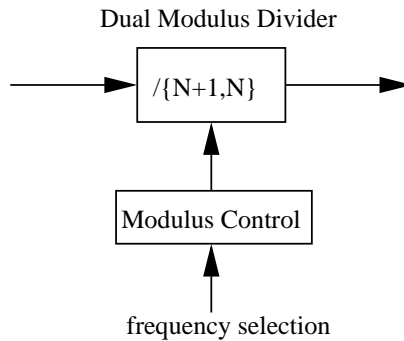 Dual Modulus Divider
/{N+1,N}
Modulus Control
frequency selection